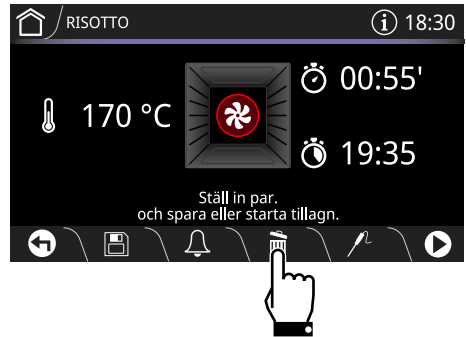 RISOTTO
i 18:30
170 °C
00:55'
19:35
Ställ in par.
och spara eller starta tillagn.